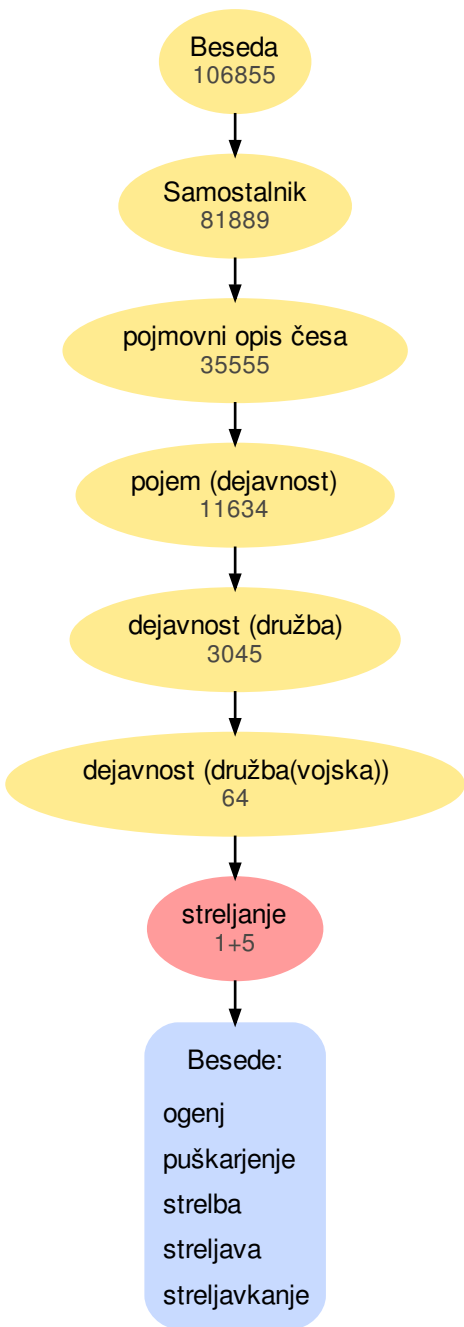 Beseda
106855
Samostalnik
81889
pojmovni opis česa
35555
pojem (dejavnost)
11634
dejavnost (družba)
3045
dejavnost (družba(vojska))
64
streljanje
1+5
Besede:
ogenj
puškarjenje
strelba
streljava
streljavkanje